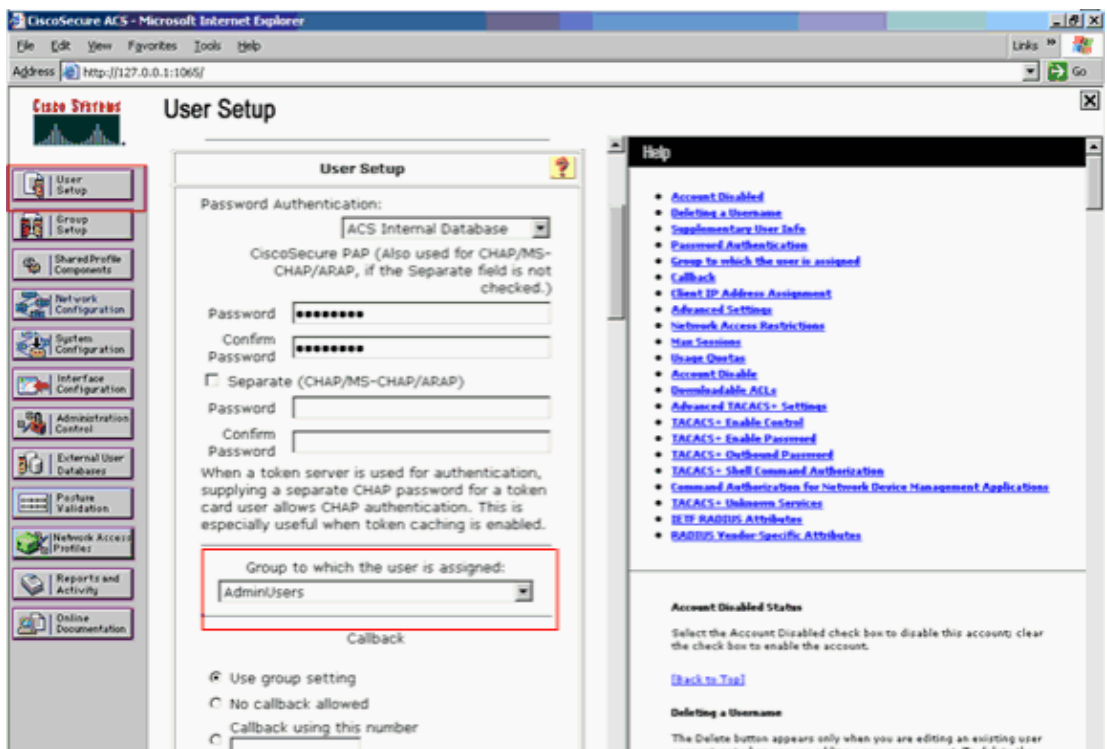 CiscoSecure ACS - Microsoft Internet Explorer
File Edit View Favorites Tools Help
Links »
Address http://127.0.0.1:1065/
Go
CISCO SYSTEMS
User Setup
User Setup
Group Setup
Shared Profile Components
Network Configuration
System Configuration
Interface Configuration
Administration Control
External User Databases
Posture Validation
Network Access Profiles
Reports and Activity
Online Documentation
User Setup
?
Password Authentication:
ACS Internal Database
CiscoSecure PAP (Also used for CHAP/MS-
CHAP/ARAP, if the Separate field is not
checked.)
Password
Confirm
Password
Separate (CHAP/MS-CHAP/ARAP)
Password
Confirm
Password
When a token server is used for authentication,
supplying a separate CHAP password for a token
card user allows CHAP authentication. This is
especially useful when token caching is enabled.
Group to which the user is assigned:
AdminUsers
Callback
Use group setting
No callback allowed
Callback using this number
Help
Account Disabled
Deleting a Username
Supplementary User Info
Password Authentication
Group to which the user is assigned
Callback
Client IP Address Assignment
Advanced Settings
Network Access Restrictions
Max Sessions
Usage Quotas
Account Disable
Downloadable ACLs
Advanced TACACS+ Settings
TACACS+ Enable Control
TACACS+ Enable Password
TACACS+ Outbound Password
TACACS+ Shell Command Authorization
Command Authorization for Network Device Management Applications
TACACS+ Unknown Services
IETF RADIUS Attributes
RADIUS Vendor-Specific Attributes
Account Disabled Status
Select the Account Disabled check box to disable this account; clear
the check box to enable the account.
[Back to Top]
Deleting a Username
The Delete button appears only when you are editing an existing user